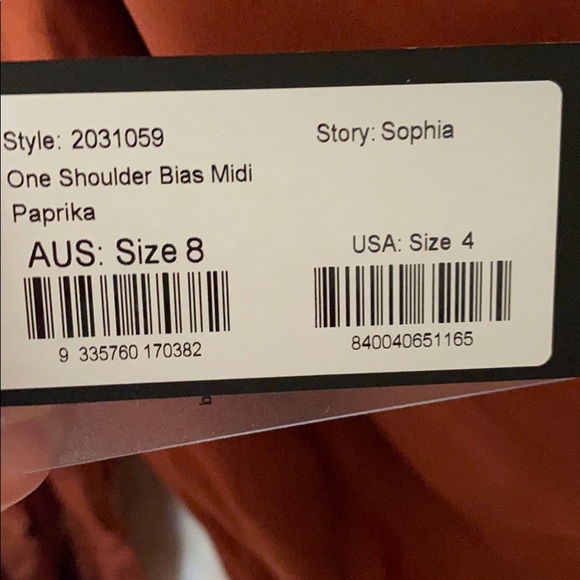 Style: 2031059
Story: Sophia
One Shoulder Bias Midi
Paprika
AUS: Size 8
USA: Size 4
9 335760 170382
840040651165